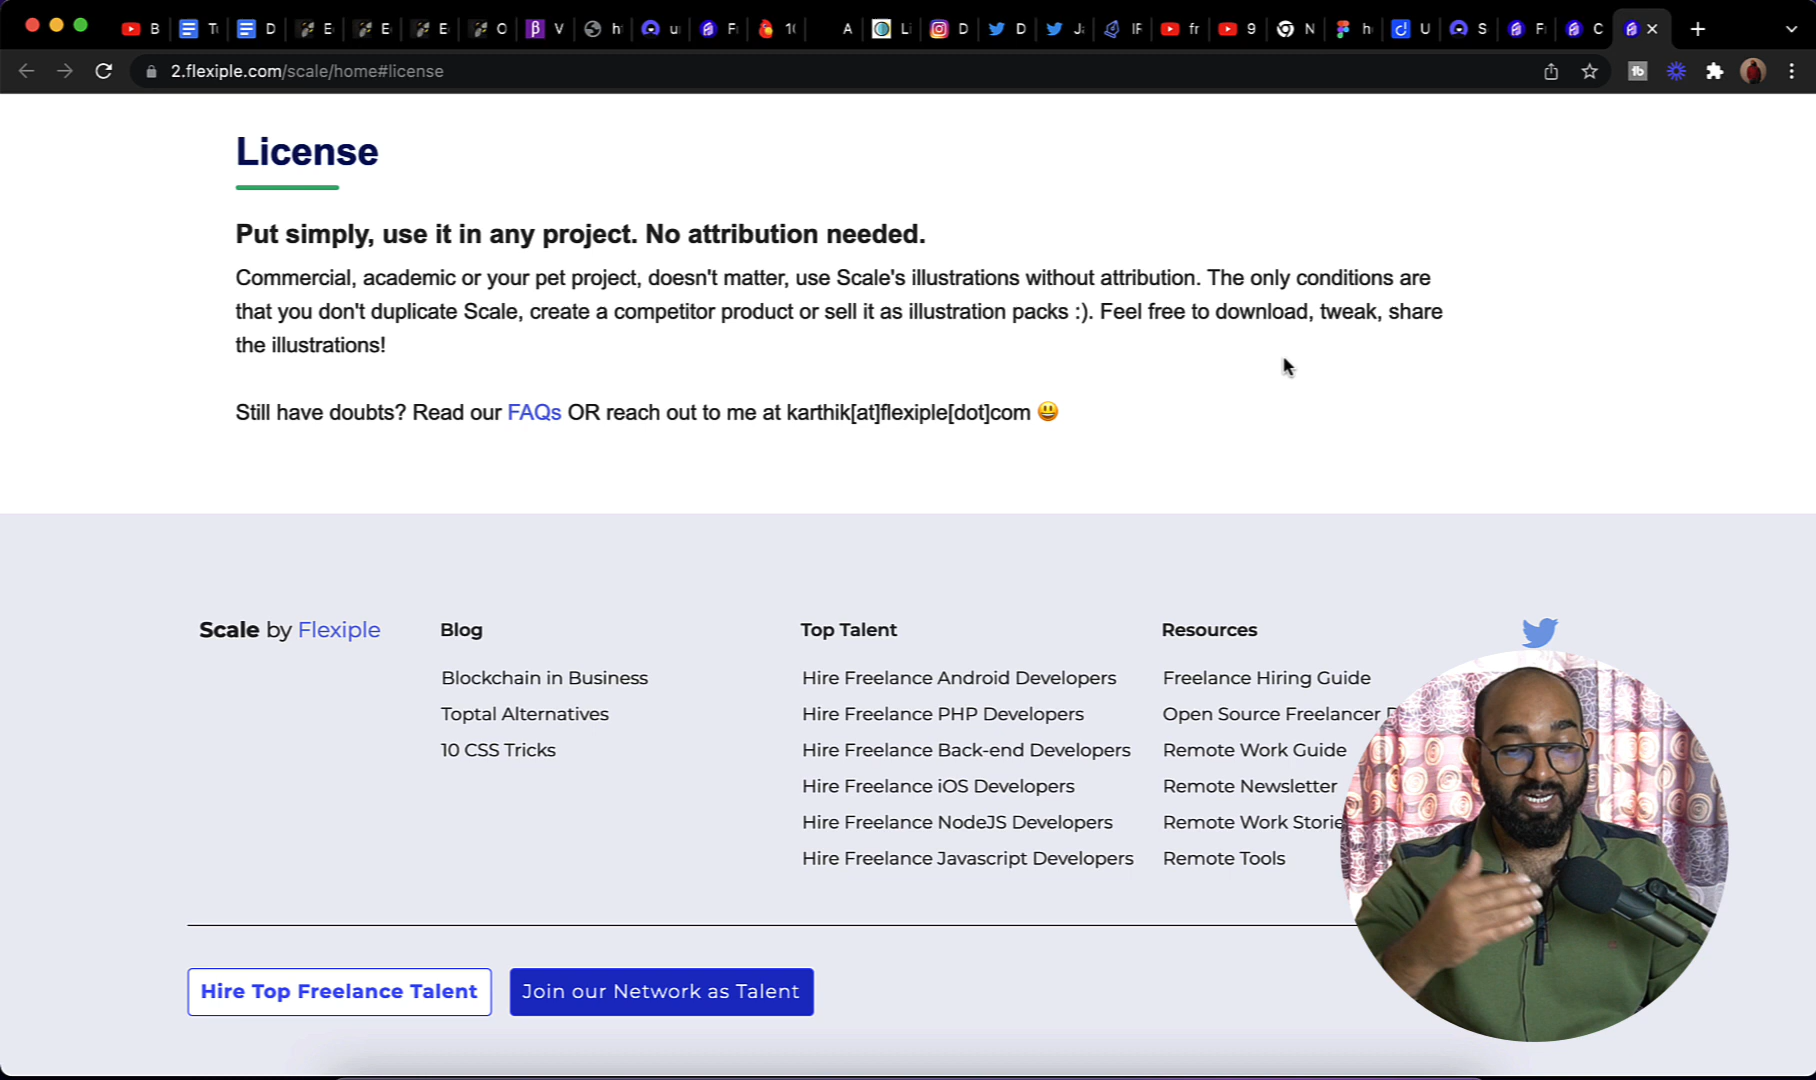 B
D
E
E
E
O
V
h
u
F
10
A
Li
D
D
Ja
IF
fr
9
N
h
U
S
F
C
2.flexiple.com/scale/home#license
License
Put simply, use it in any project. No attribution needed.
Commercial, academic or your pet project, doesn't matter, use Scale's illustrations without attribution. The only conditions are
that you don't duplicate Scale, create a competitor product or sell it as illustration packs :). Feel free to download, tweak, share
the illustrations!
Still have doubts? Read our FAQs OR reach out to me at karthik[at]flexiple[dot]com 😃
Scale by Flexiple
Blog
Blockchain in Business
Toptal Alternatives
10 CSS Tricks
Top Talent
Hire Freelance Android Developers
Hire Freelance PHP Developers
Hire Freelance Back-end Developers
Hire Freelance iOS Developers
Hire Freelance NodeJS Developers
Hire Freelance Javascript Developers
Resources
Freelance Hiring Guide
Open Source Freelancer
Remote Work Guide
Remote Newsletter
Remote Work Storie
Remote Tools
Hire Top Freelance Talent
Join our Network as Talent